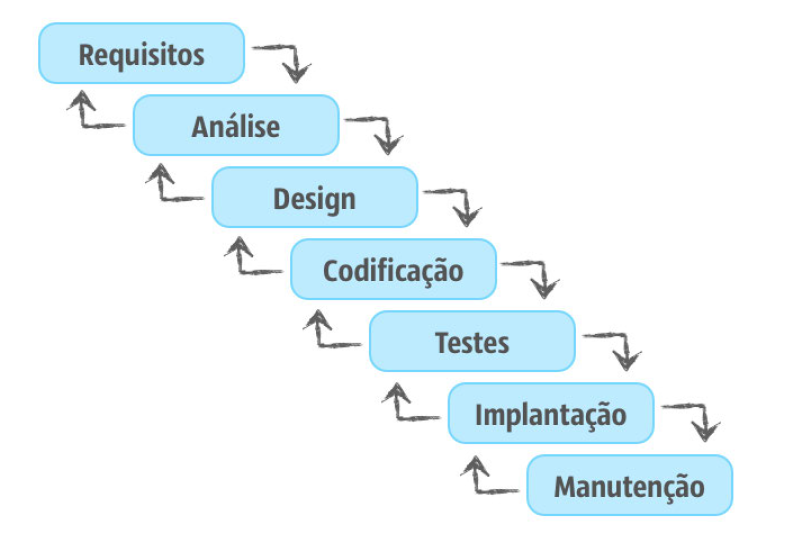 Requisitos
Análise
Design
Codificação
Testes
Implantação
Manutenção